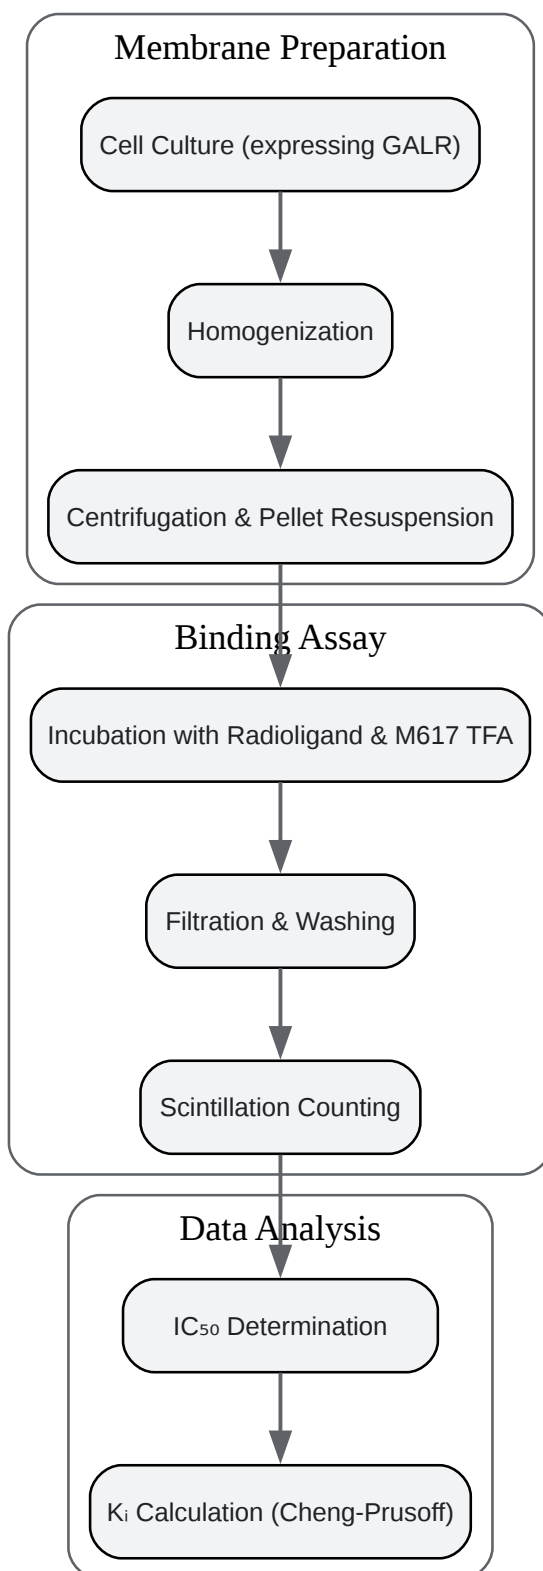 Membrane Preparation
Cell Culture (expressing GALR)
Homogenization
Centrifugation & Pellet Resuspension
Binding Assay
Incubation with Radioligand & M617 TFA
Filtration & Washing
Scintillation Counting
Data Analysis
IC₅₀ Determination
Kᵢ Calculation (Cheng-Prusoff)